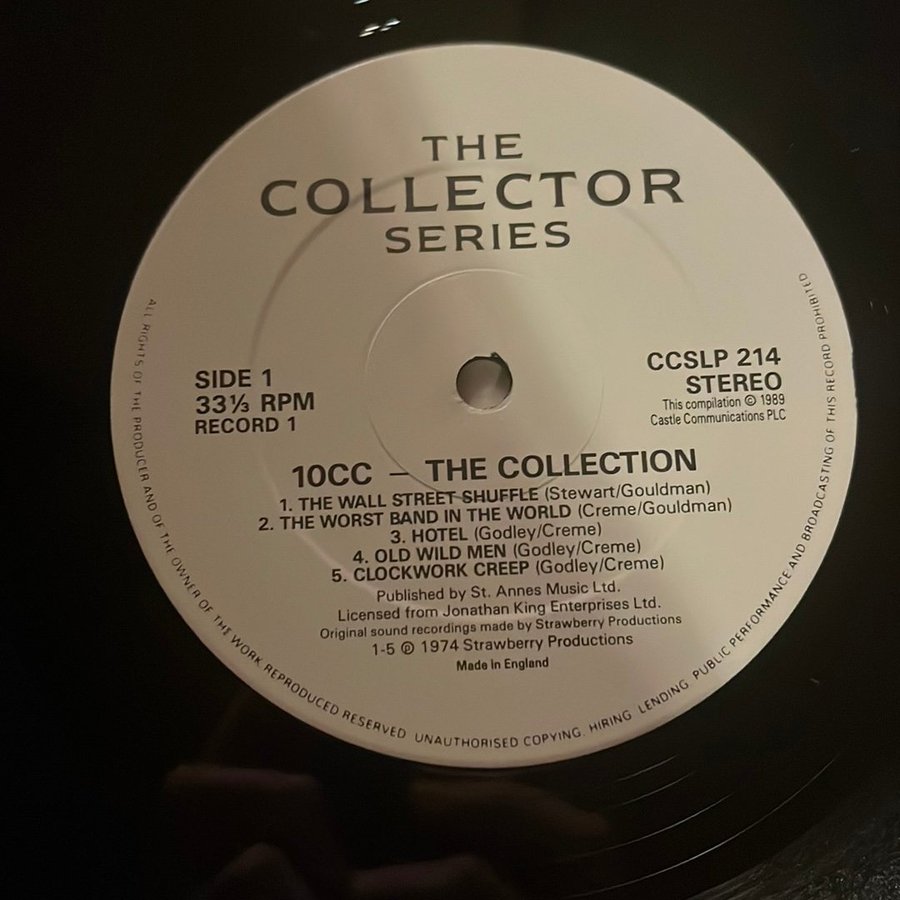 THE
COLLECTOR
SERIES
SIDE 1
33⅓ RPM
RECORD 1
CCSLP 214
STEREO
This compilation © 1989
Castle Communications PLC
10CC – THE COLLECTION
1. THE WALL STREET SHUFFLE (Stewart/Gouldman)
2. THE WORST BAND IN THE WORLD (Creme/Gouldman)
3. HOTEL (Godley/Creme)
4. OLD WILD MEN (Godley/Creme)
5. CLOCKWORK CREEP (Godley/Creme)
Published by St. Annes Music Ltd.
Licensed from Jonathan King Enterprises Ltd.
Original sound recordings made by Strawberry Productions
1-5 ℗ 1974 Strawberry Productions
Made in England
ALL RIGHTS OF THE PRODUCER AND OF THE OWNER OF THE WORK REPRODUCED RESERVED UNAUTHORISED COPYING. HIRING LENDING PUBLIC PERFORMANCE AND BROADCASTING OF THIS RECORD PROHIBITED